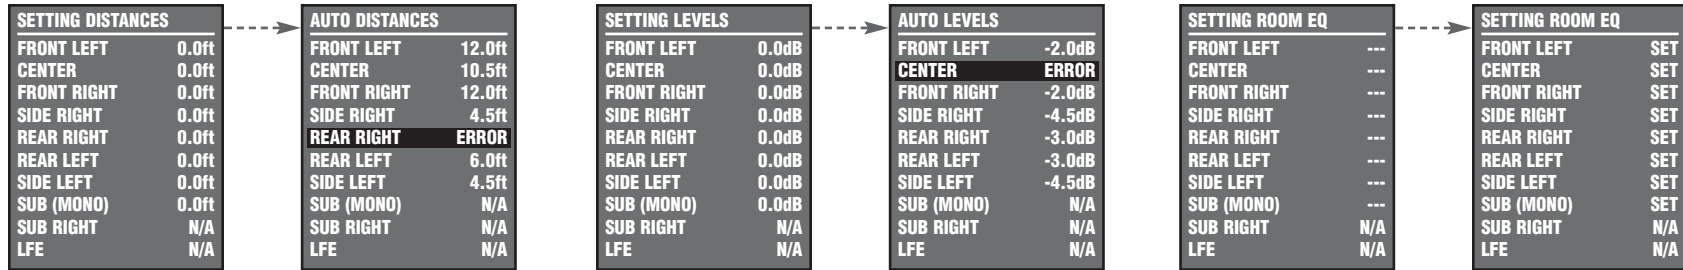 SETTING DISTANCES
FRONT LEFT 0.0ft
CENTER 0.0ft
FRONT RIGHT 0.0ft
SIDE RIGHT 0.0ft
REAR RIGHT 0.0ft
REAR LEFT 0.0ft
SIDE LEFT 0.0ft
SUB (MONO) 0.0ft
SUB RIGHT N/A
LFE N/A
AUTO DISTANCES
FRONT LEFT 12.0ft
CENTER 10.5ft
FRONT RIGHT 12.0ft
SIDE RIGHT 4.5ft
REAR RIGHT ERROR
REAR LEFT 6.0ft
SIDE LEFT 4.5ft
SUB (MONO) N/A
SUB RIGHT N/A
LFE N/A
SETTING LEVELS
FRONT LEFT 0.0dB
CENTER 0.0dB
FRONT RIGHT 0.0dB
SIDE RIGHT 0.0dB
REAR RIGHT 0.0dB
REAR LEFT 0.0dB
SIDE LEFT 0.0dB
SUB (MONO) 0.0dB
SUB RIGHT N/A
LFE N/A
AUTO LEVELS
FRONT LEFT -2.0dB
CENTER ERROR
FRONT RIGHT -2.0dB
SIDE RIGHT -4.5dB
REAR RIGHT -3.0dB
REAR LEFT -3.0dB
SIDE LEFT -4.5dB
SUB (MONO) N/A
SUB RIGHT N/A
LFE N/A
SETTING ROOM EQ
FRONT LEFT ---
CENTER ---
FRONT RIGHT ---
SIDE RIGHT ---
REAR RIGHT ---
REAR LEFT ---
SIDE LEFT ---
SUB (MONO) ---
SUB RIGHT N/A
LFE N/A
SETTING ROOM EQ
FRONT LEFT SET
CENTER SET
FRONT RIGHT SET
SIDE RIGHT SET
REAR RIGHT SET
REAR LEFT SET
SIDE LEFT SET
SUB (MONO) SET
SUB RIGHT N/A
LFE N/A